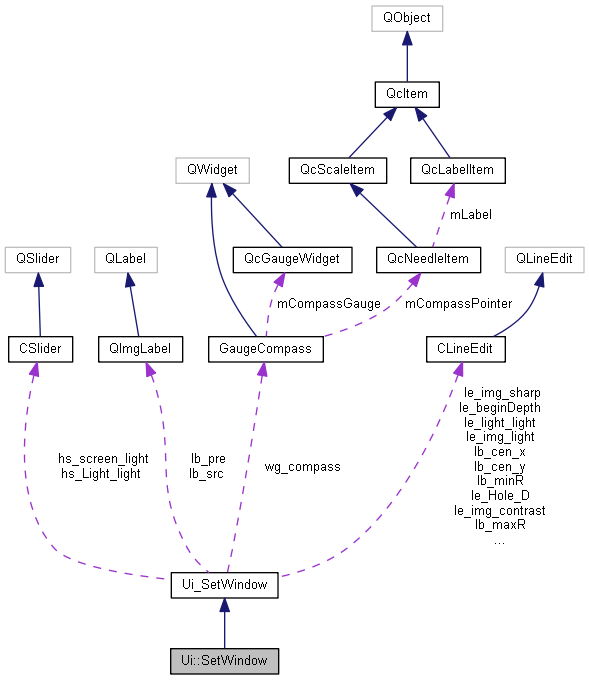 QObject
QcItem
QWidget
QcScaleItem
QcLabelItem
mLabel
QSlider
QLabel
QcGaugeWidget
QcNeedleItem
QLineEdit
mCompassGauge
mCompassPointer
CSlider
QImgLabel
GaugeCompass
CLineEdit
le_img_sharp
le_beginDepth
le_light_light
le_img_light
lb_cen_x
lb_cen_y
lb_minR
le_Hole_D
le_img_contrast
lb_maxR
...
hs_screen_light
hs_Light_light
lb_pre
lb_src
wg_compass
Ui_SetWindow
Ui::SetWindow